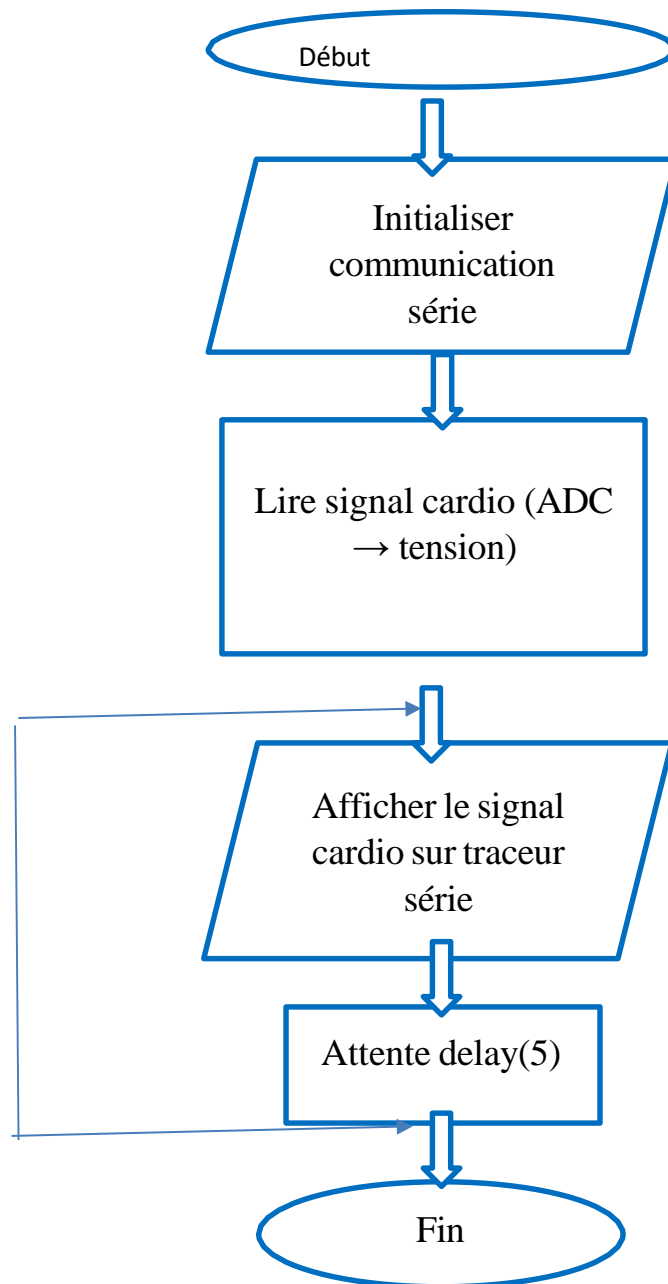 Début
Initialiser
communication
série
Lire signal cardio (ADC
→ tension)
Afficher le signal
cardio sur traceur
série
Attente delay(5)
Fin